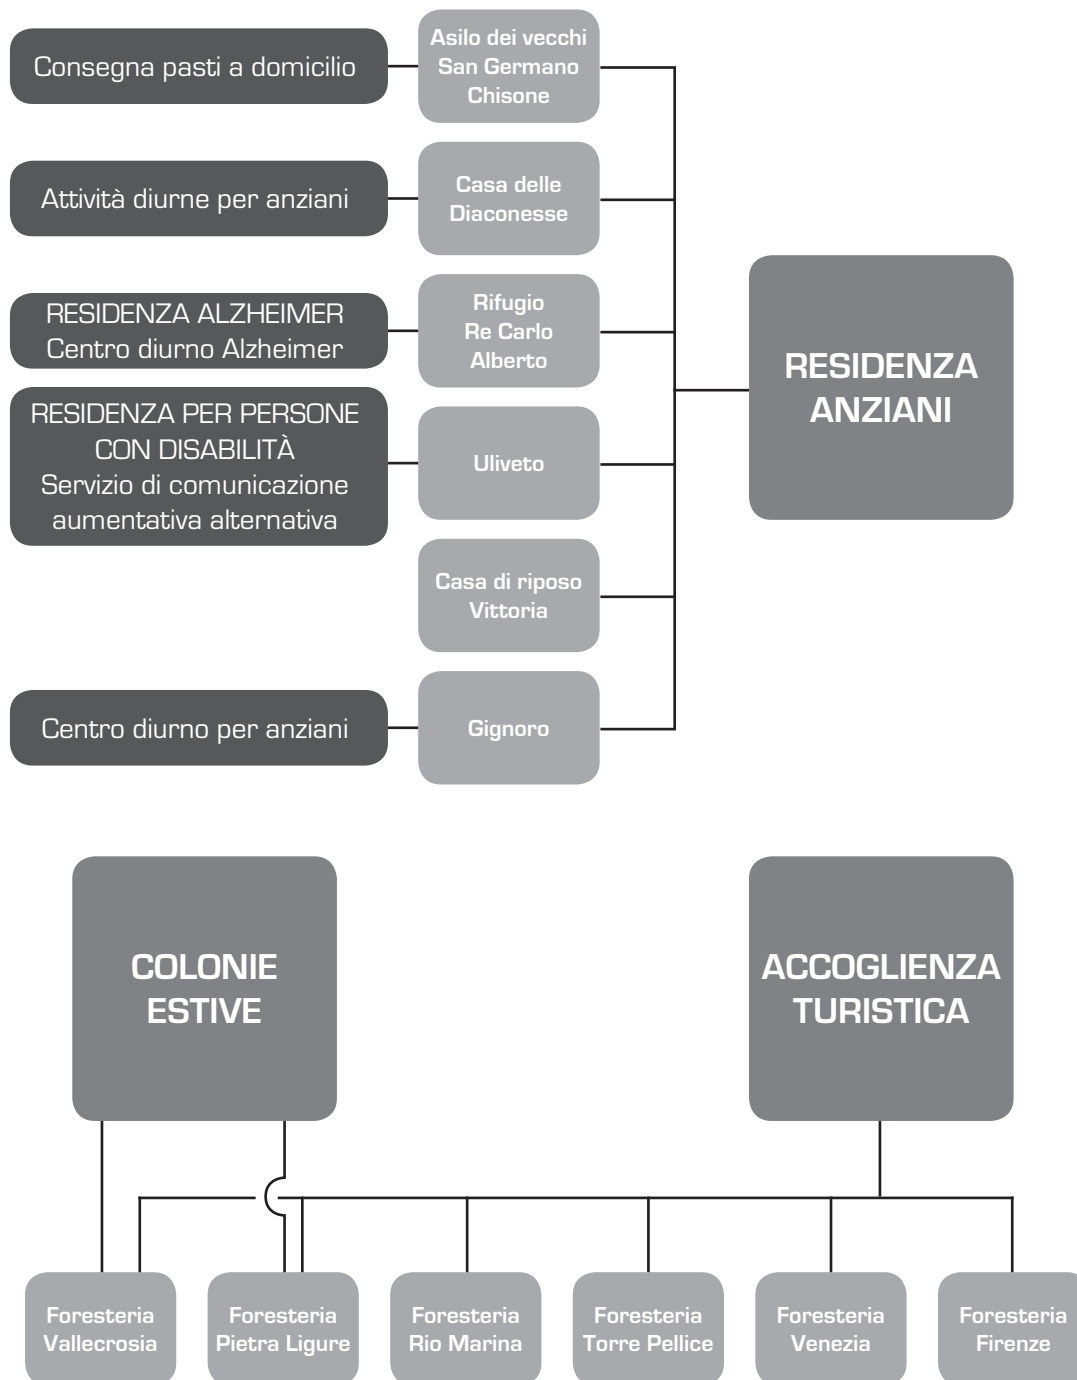 Consegna pasti a domicilio
Asilo dei vecchi
San Germano
Chisone
Attività diurne per anziani
Casa delle
Diaconesse
RESIDENZA ALZHEIMER
Centro diurno Alzheimer
Rifugio
Re Carlo
Alberto
RESIDENZA PER PERSONE
CON DISABILITÀ
Servizio di comunicazione
aumentativa alternativa
Uliveto
Casa di riposo
Vittoria
Centro diurno per anziani
Gignoro
RESIDENZA
ANZIANI
COLONIE
ESTIVE
ACCOGLIENZA
TURISTICA
Foresteria
Vallecrosia
Foresteria
Pietra Ligure
Foresteria
Rio Marina
Foresteria
Torre Pellice
Foresteria
Venezia
Foresteria
Firenze